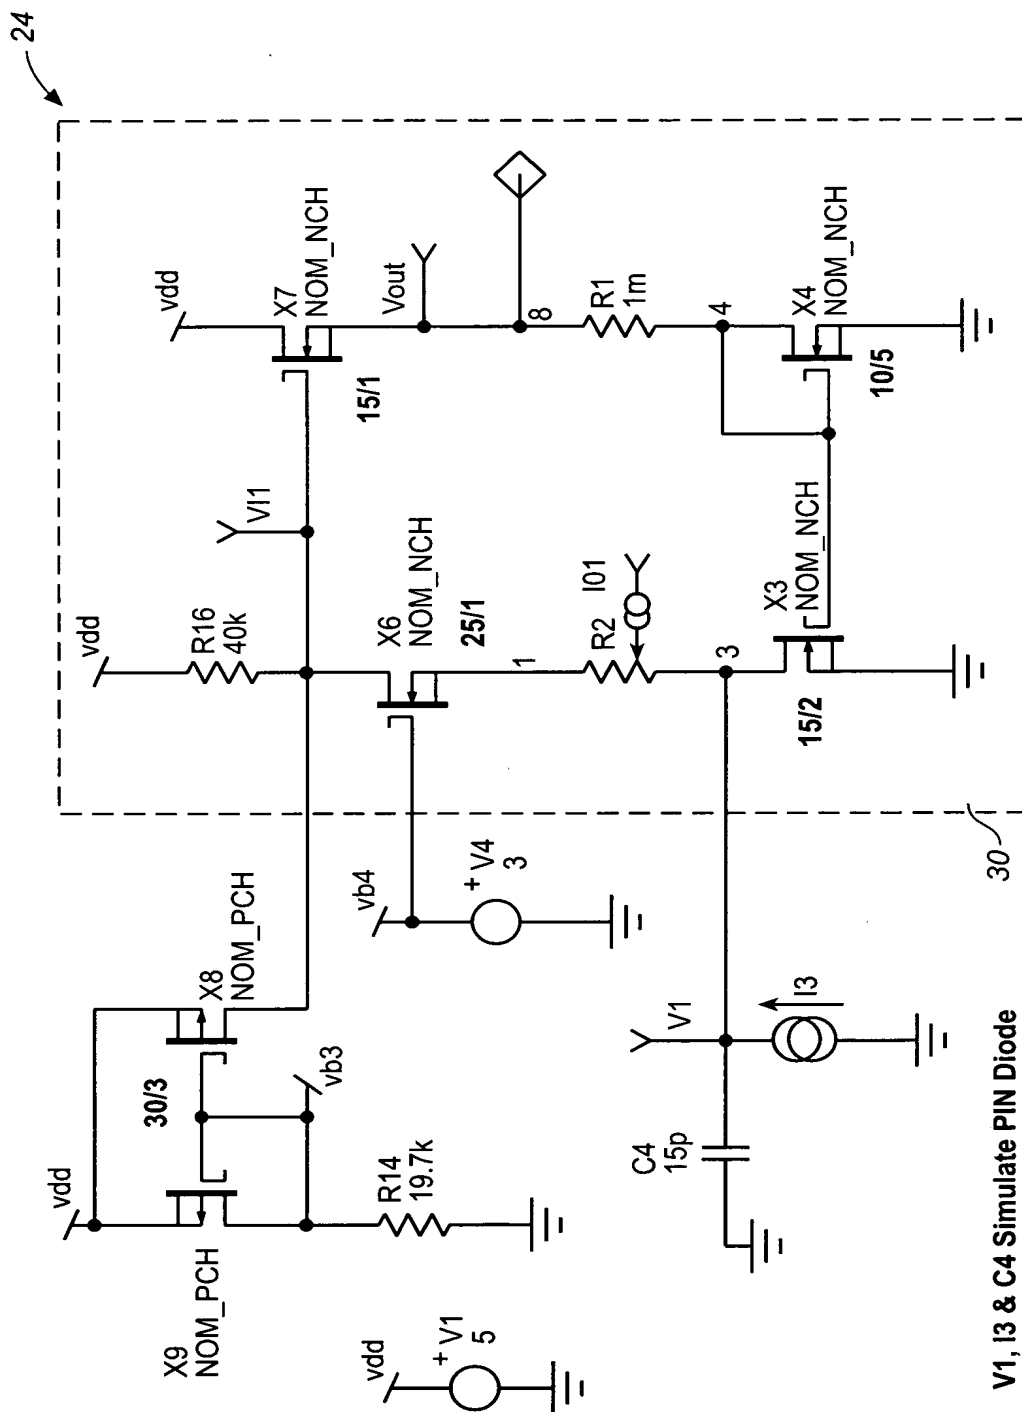 24
vdd
X7
NOM_NCH
15/1
Vout
8
R1
1m
4
X4
NOM_NCH
10/5
VI1
vdd
R16
40k
X6
NOM_NCH
25/1
1
R2
I01
3
X3
NOM_NCH
15/2
30
X8
NOM_PCH
30/3
vb3
vb4
+ V4
3
V1
I3
C4
15p
vdd
X9
NOM_PCH
R14
19.7k
vdd
+ V1
5
V1, I3 & C4 Simulate PIN Diode